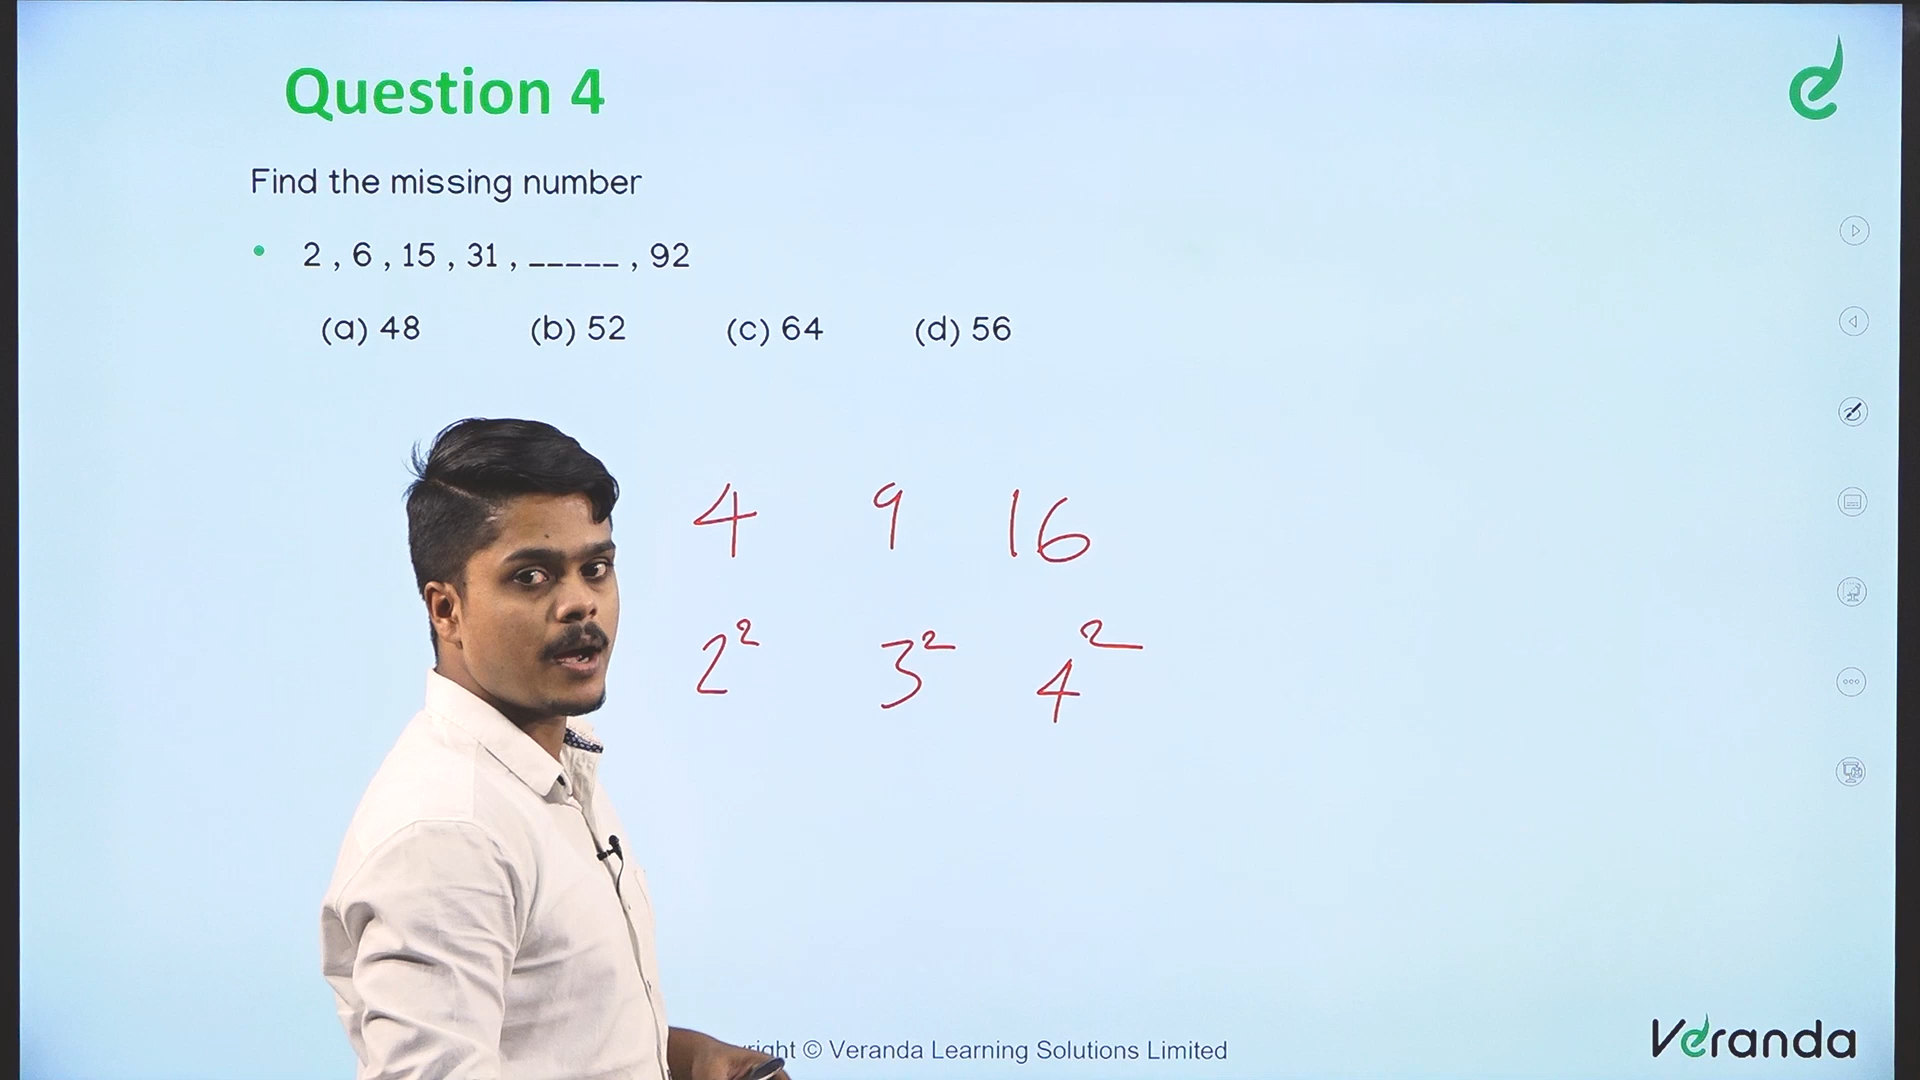 Question 4
Find the missing number
• 2 , 6 , 15 , 31 , _____ , 92
(a) 48 (b) 52 (c) 64 (d) 56
4 9 16
2² 3² 4²
© Veranda Learning Solutions Limited
Veranda